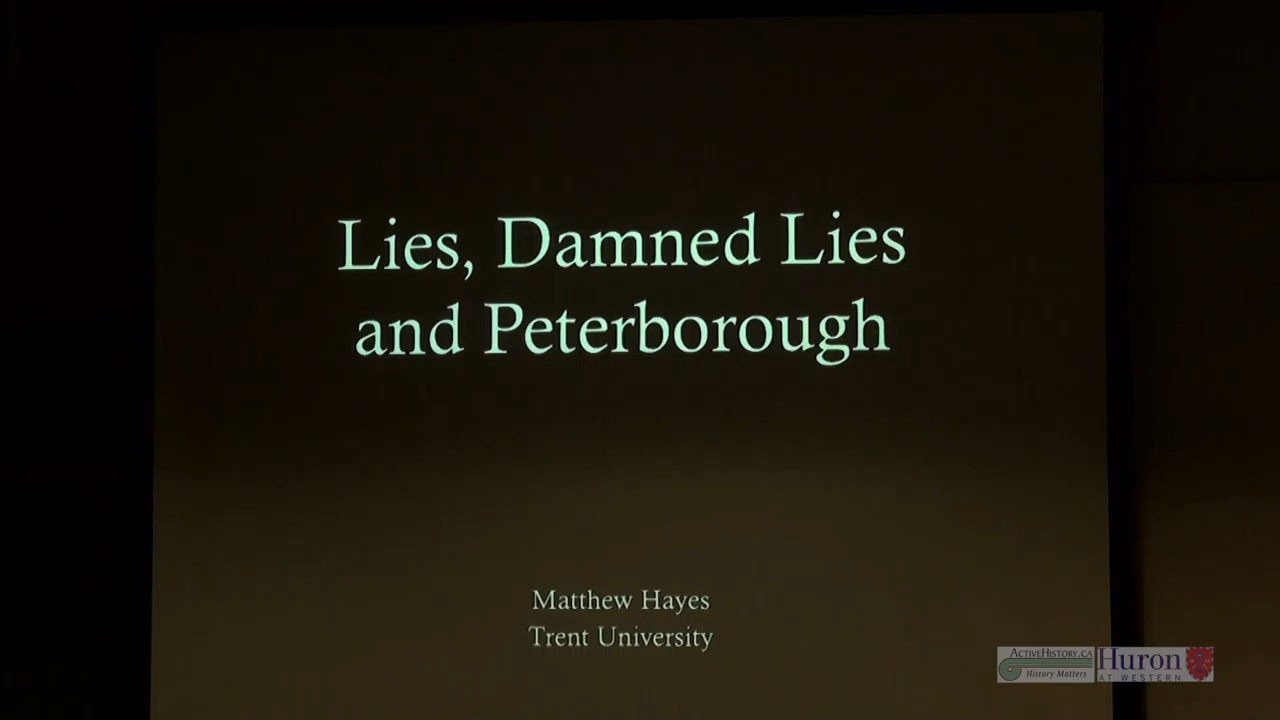 Lies, Damned Lies
and Peterborough
Matthew Hayes
Trent University
ACTIVEHISTORY.CA
History Matters
Huron
AT WESTERN